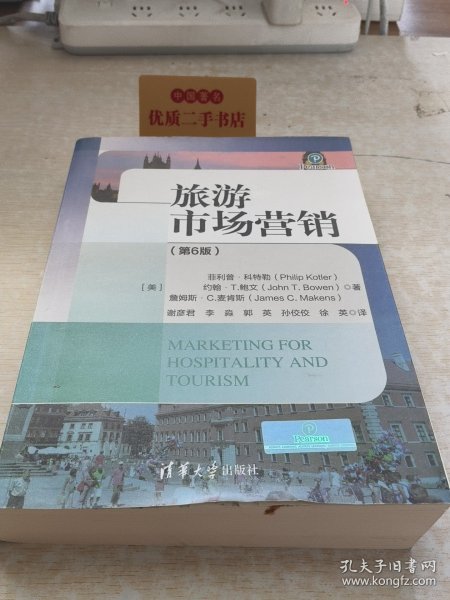 中国著名
优质二手书店
旅游
市场营销
(第6版)
菲利普·科特勒(Philip Kotler)
[美] 约翰·T.鲍文(John T. Bowen)◎著
詹姆斯·C.麦肯斯(James C. Makens)
谢彦君 李淼 郭英 孙佼佼 徐英◎译
MARKETING FOR
HOSPITALITY AND
TOURISM
Pearson
清华大学出版社
孔夫子旧书网
www.kongfz.com